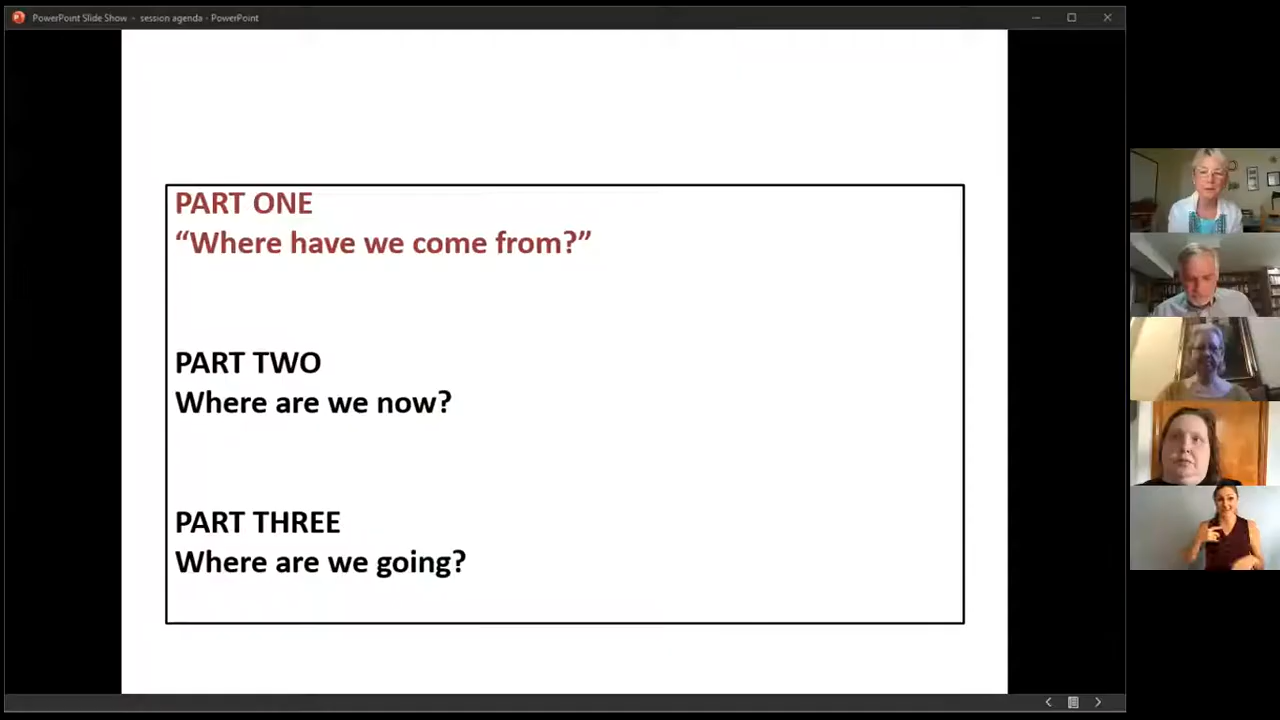 PowerPoint Slide Show - session agenda - PowerPoint
PART ONE
“Where have we come from?”
PART TWO
Where are we now?
PART THREE
Where are we going?